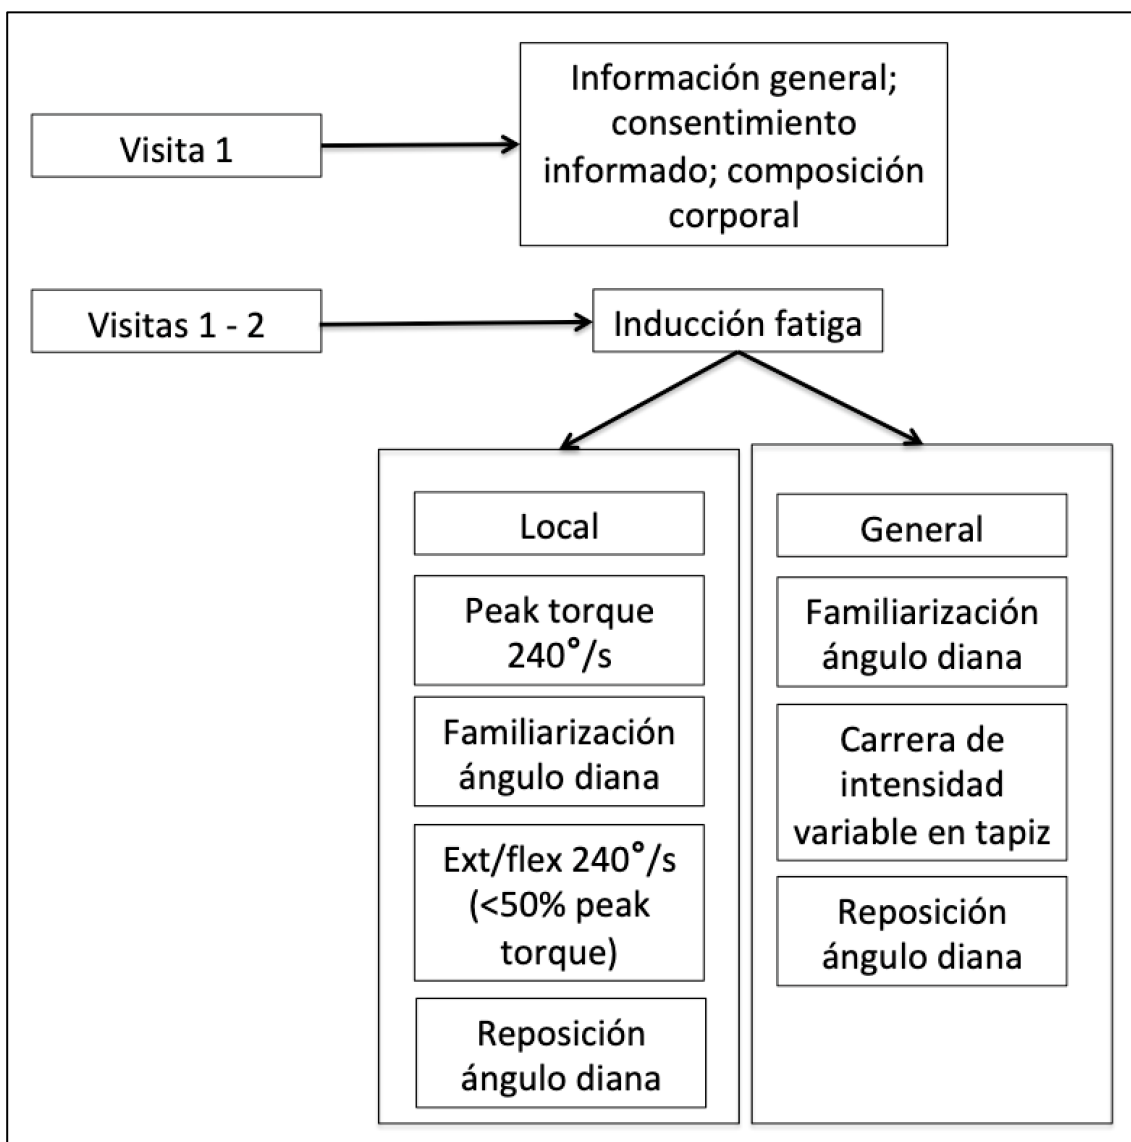 Visita 1
Información general;
consentimiento
informado; composición
corporal
Visitas 1 - 2
Inducción fatiga
Local
Peak torque
240°/s
Familiarización
ángulo diana
Ext/flex 240°/s
(<50% peak
torque)
Reposición
ángulo diana
General
Familiarización
ángulo diana
Carrera de
intensidad
variable en tapiz
Reposición
ángulo diana